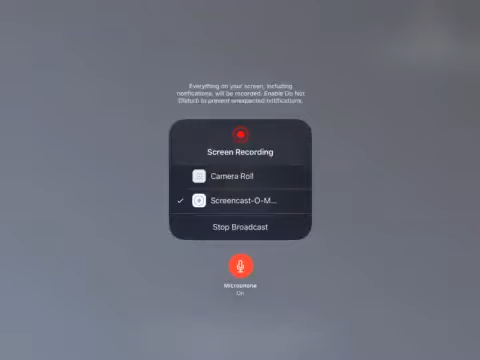 Everything on your screen, including
notifications, will be recorded. Enable Do Not
Disturb to prevent unexpected notifications.
Screen Recording
Camera Roll
Screencast-O-M...
Stop Broadcast
Microphone
On